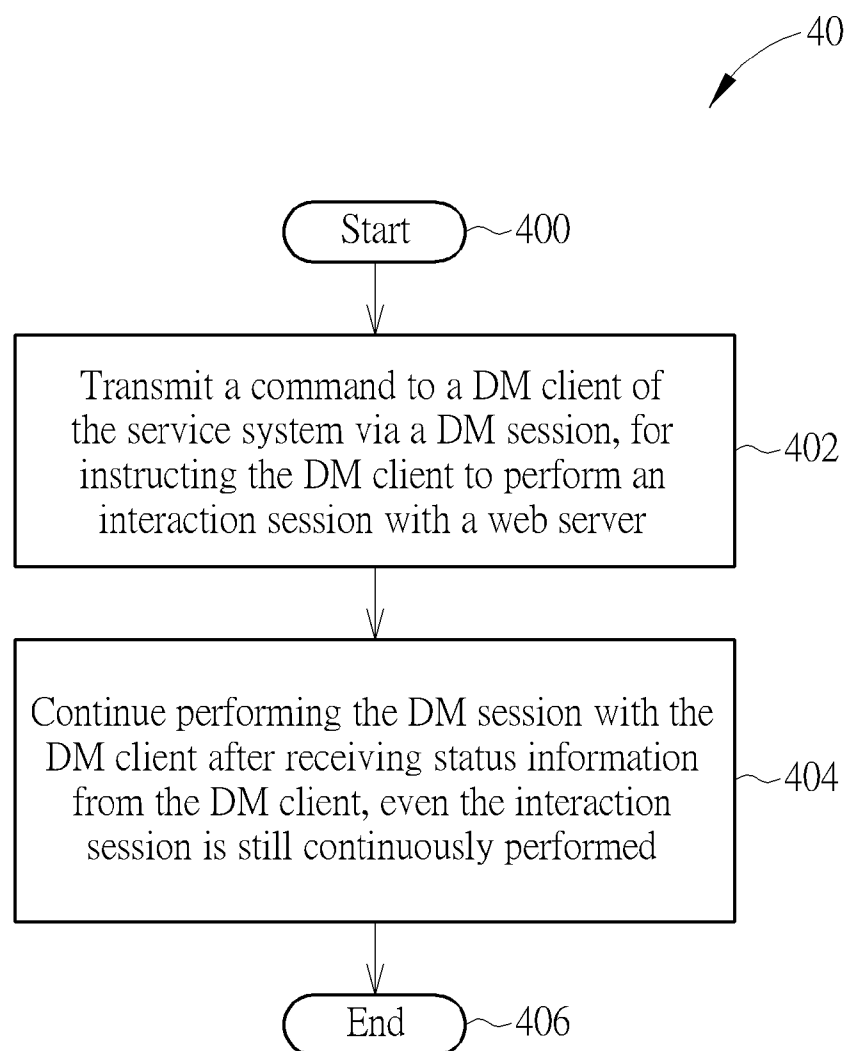 40
Start
400
Transmit a command to a DM client of
the service system via a DM session, for
instructing the DM client to perform an
interaction session with a web server
402
Continue performing the DM session with the
DM client after receiving status information
from the DM client, even the interaction
session is still continuously performed
404
End
406